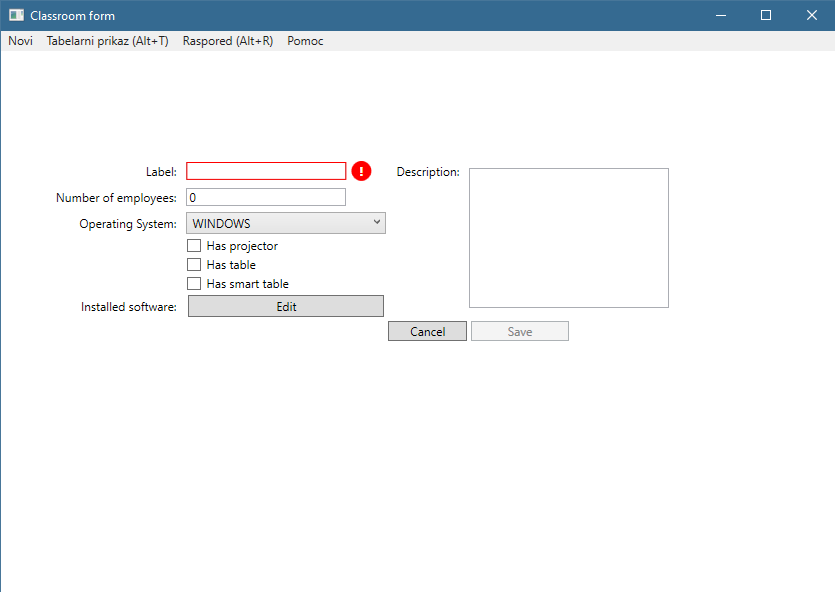 Classroom form
Novi Tabelarni prikaz (Alt+T) Raspored (Alt+R) Pomoc
Label: ! Description:
Number of employees: 0
Operating System: WINDOWS
Has projector
Has table
Has smart table
Installed software: Edit
Cancel Save